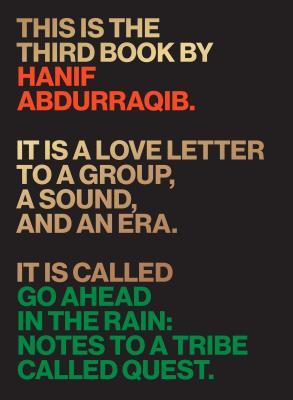 THIS IS THE
THIRD BOOK BY
HANIF
ABDURRAQIB.
IT IS A LOVE LETTER
TO A GROUP,
A SOUND,
AND AN ERA.
IT IS CALLED
GO AHEAD
IN THE RAIN:
NOTES TO A TRIBE
CALLED QUEST.